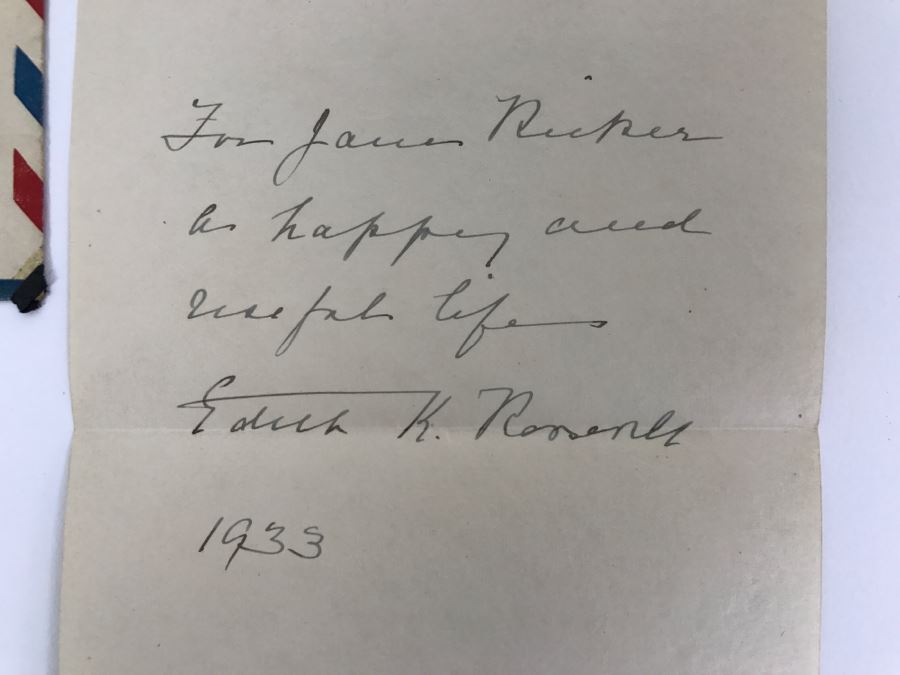 For Jane Ricker
a happy and
useful life
Edith K. Roosevelt
1933